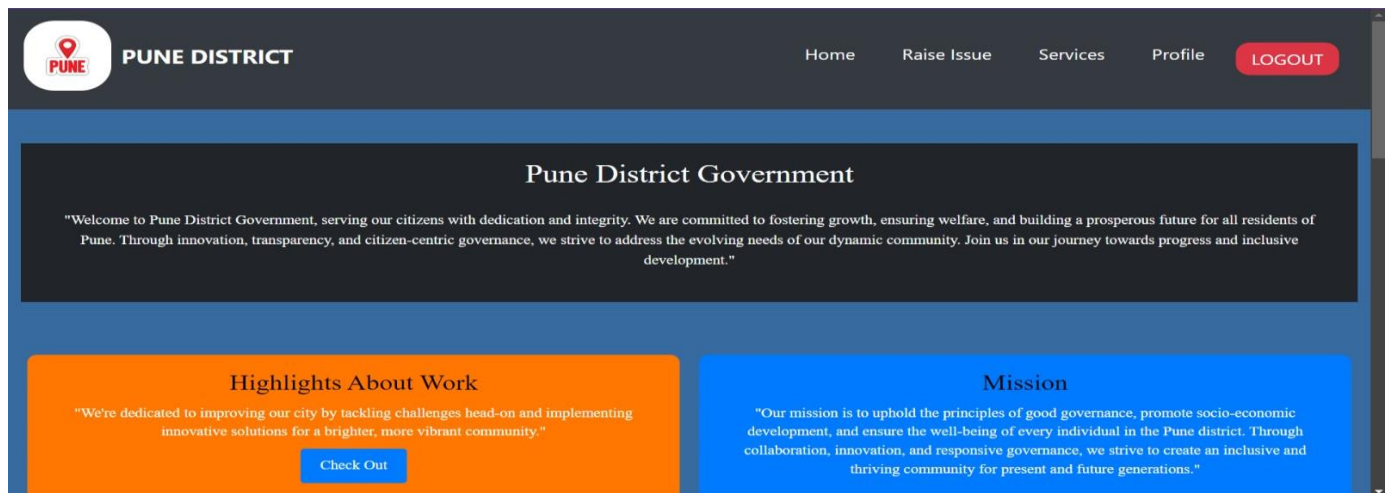 PUNE
PUNE DISTRICT
Home Raise Issue Services Profile LOGOUT
Pune District Government
"Welcome to Pune District Government, serving our citizens with dedication and integrity. We are committed to fostering growth, ensuring welfare, and building a prosperous future for all residents of
Pune. Through innovation, transparency, and citizen-centric governance, we strive to address the evolving needs of our dynamic community. Join us in our journey towards progress and inclusive
development."
Highlights About Work
"We're dedicated to improving our city by tackling challenges head-on and implementing
innovative solutions for a brighter, more vibrant community."
Check Out
Mission
"Our mission is to uphold the principles of good governance, promote socio-economic
development, and ensure the well-being of every individual in the Pune district. Through
collaboration, innovation, and responsive governance, we strive to create an inclusive and
thriving community for present and future generations."